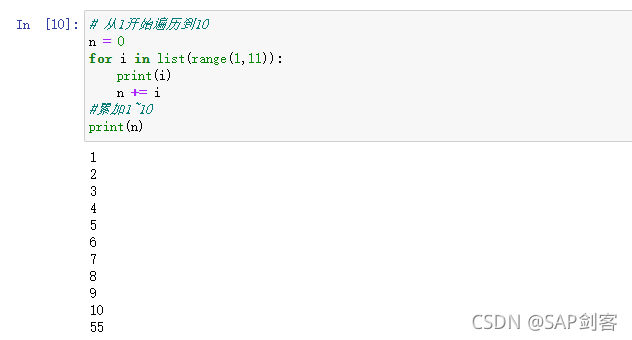 In [10]: # 从1开始遍历到10
n = 0
for i in list(range(1,11)):
    print(i)
    n += i
#累加1~10
print(n)
1
2
3
4
5
6
7
8
9
10
55
CSDN @SAP剑客